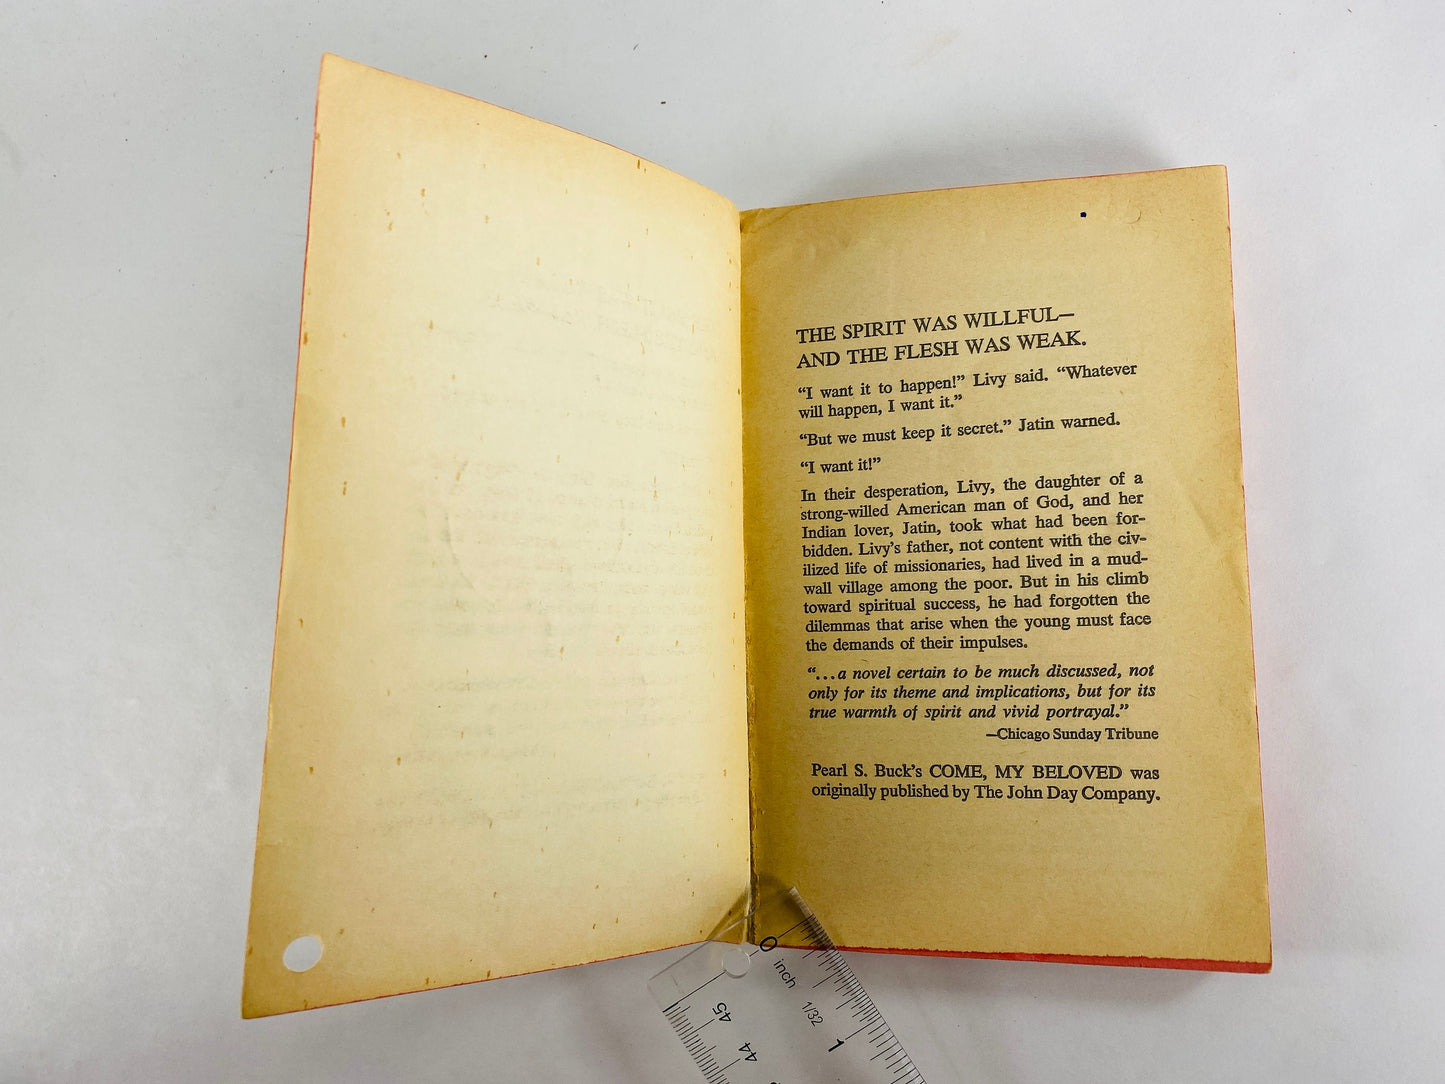 THE SPIRIT WAS WILLFUL—
AND THE FLESH WAS WEAK.
“I want it to happen!” Livy said. “Whatever
will happen, I want it.”
“But we must keep it secret.” Jatin warned.
“I want it!”
In their desperation, Livy, the daughter of a
strong-willed American man of God, and her
Indian lover, Jatin, took what had been for-
bidden. Livy’s father, not content with the civ-
ilized life of missionaries, had lived in a mud-
wall village among the poor. But in his climb
toward spiritual success, he had forgotten the
dilemmas that arise when the young must face
the demands of their impulses.
“...a novel certain to be much discussed, not
only for its theme and implications, but for its
true warmth of spirit and vivid portrayal.”
—Chicago Sunday Tribune
Pearl S. Buck’s COME, MY BELOVED was
originally published by The John Day Company.
0
inch
1/32
1
45
44